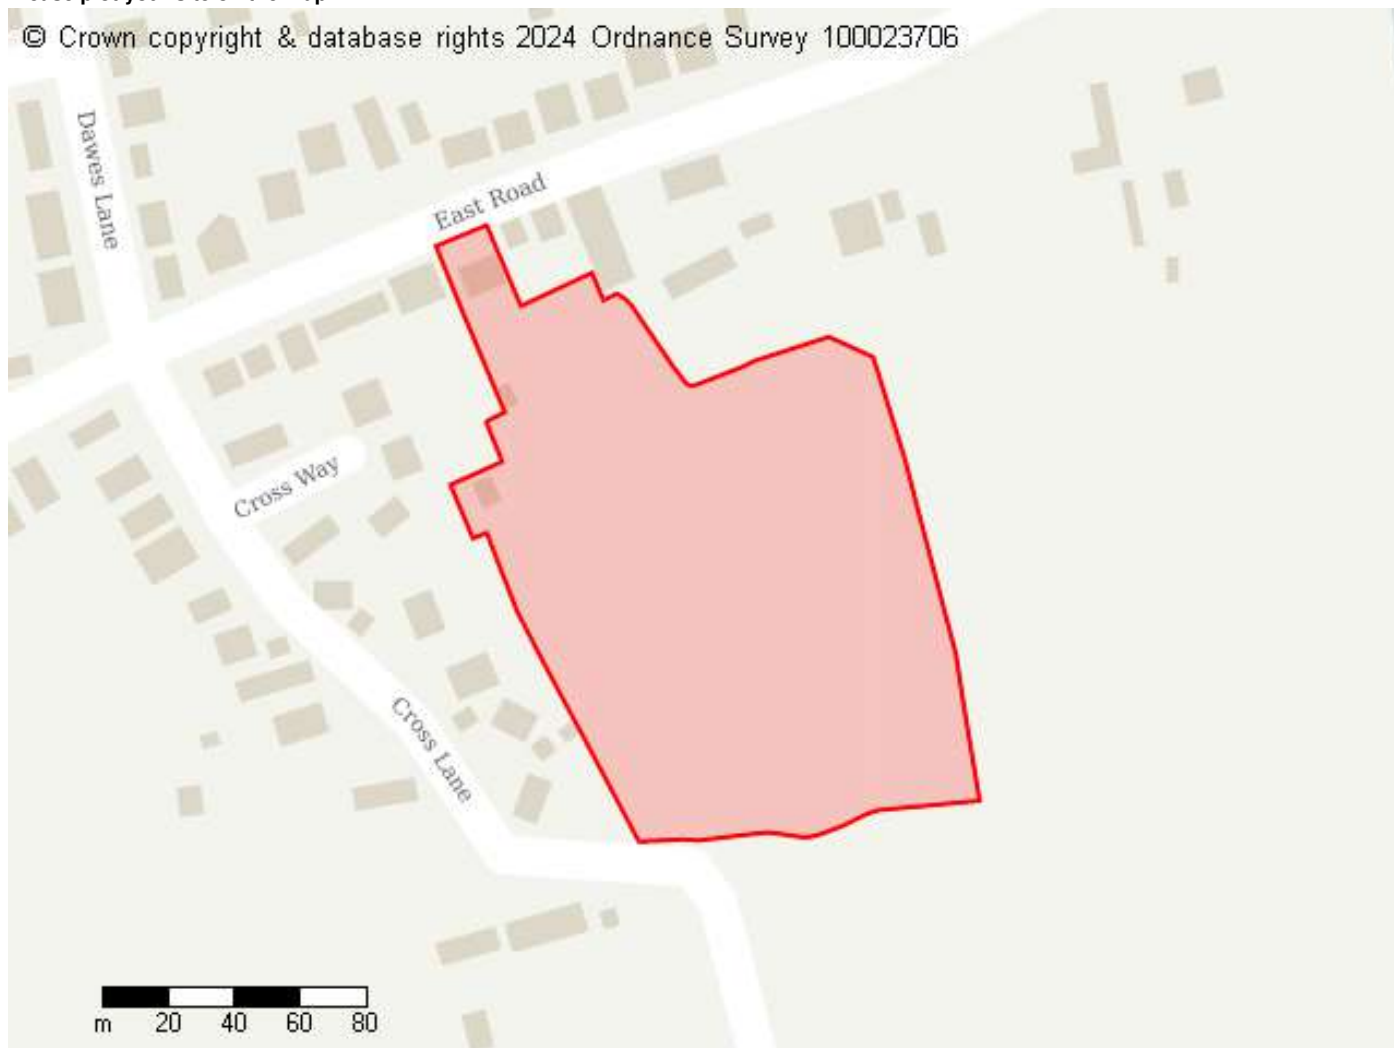 © Crown copyright & database rights 2024 Ordnance Survey 100023706
Dawes Lane
East Road
Cross Way
Cross Lane
m 20 40 60 80